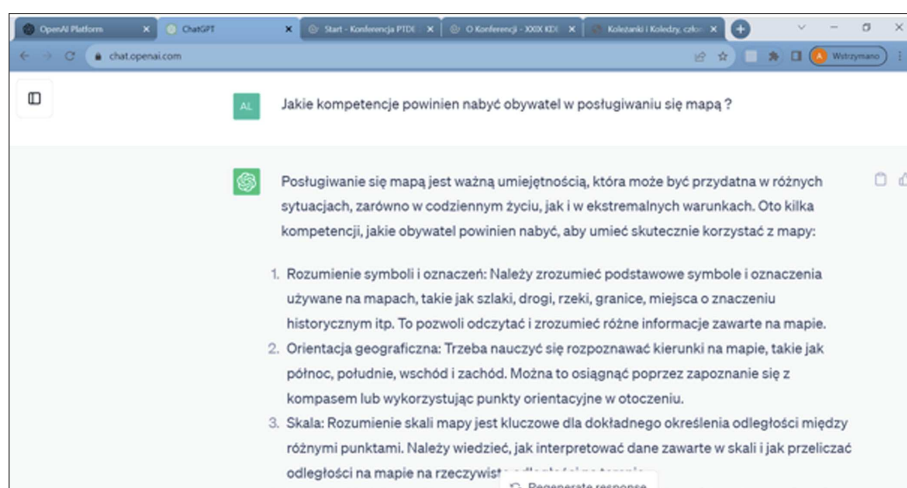 OpenAI Platform
ChatGPT
Start - Konferencja PTDE
O Konferencji - XXIX KDE
Koleżanki i Koledzy, człon
chat.openai.com
Wstrzymano
AL
Jakie kompetencje powinien nabyć obywatel w posługiwaniu się mapą ?
Posługiwanie się mapą jest ważną umiejętnością, która może być przydatna w różnych
sytuacjach, zarówno w codziennym życiu, jak i w ekstremalnych warunkach. Oto kilka
kompetencji, jakie obywatel powinien nabyć, aby umieć skutecznie korzystać z mapy:
1. Rozumienie symboli i oznaczeń: Należy zrozumieć podstawowe symbole i oznaczenia
używane na mapach, takie jak szlaki, drogi, rzeki, granice, miejsca o znaczeniu
historycznym itp. To pozwoli odczytać i zrozumieć różne informacje zawarte na mapie.
2. Orientacja geograficzna: Trzeba nauczyć się rozpoznawać kierunki na mapie, takie jak
północ, południe, wschód i zachód. Można to osiągnąć poprzez zapoznanie się z
kompasem lub wykorzystując punkty orientacyjne w otoczeniu.
3. Skala: Rozumienie skali mapy jest kluczowe dla dokładnego określenia odległości między
różnymi punktami. Należy wiedzieć, jak interpretować dane zawarte w skali i jak przeliczać
odległości na mapie na
Regenerate response